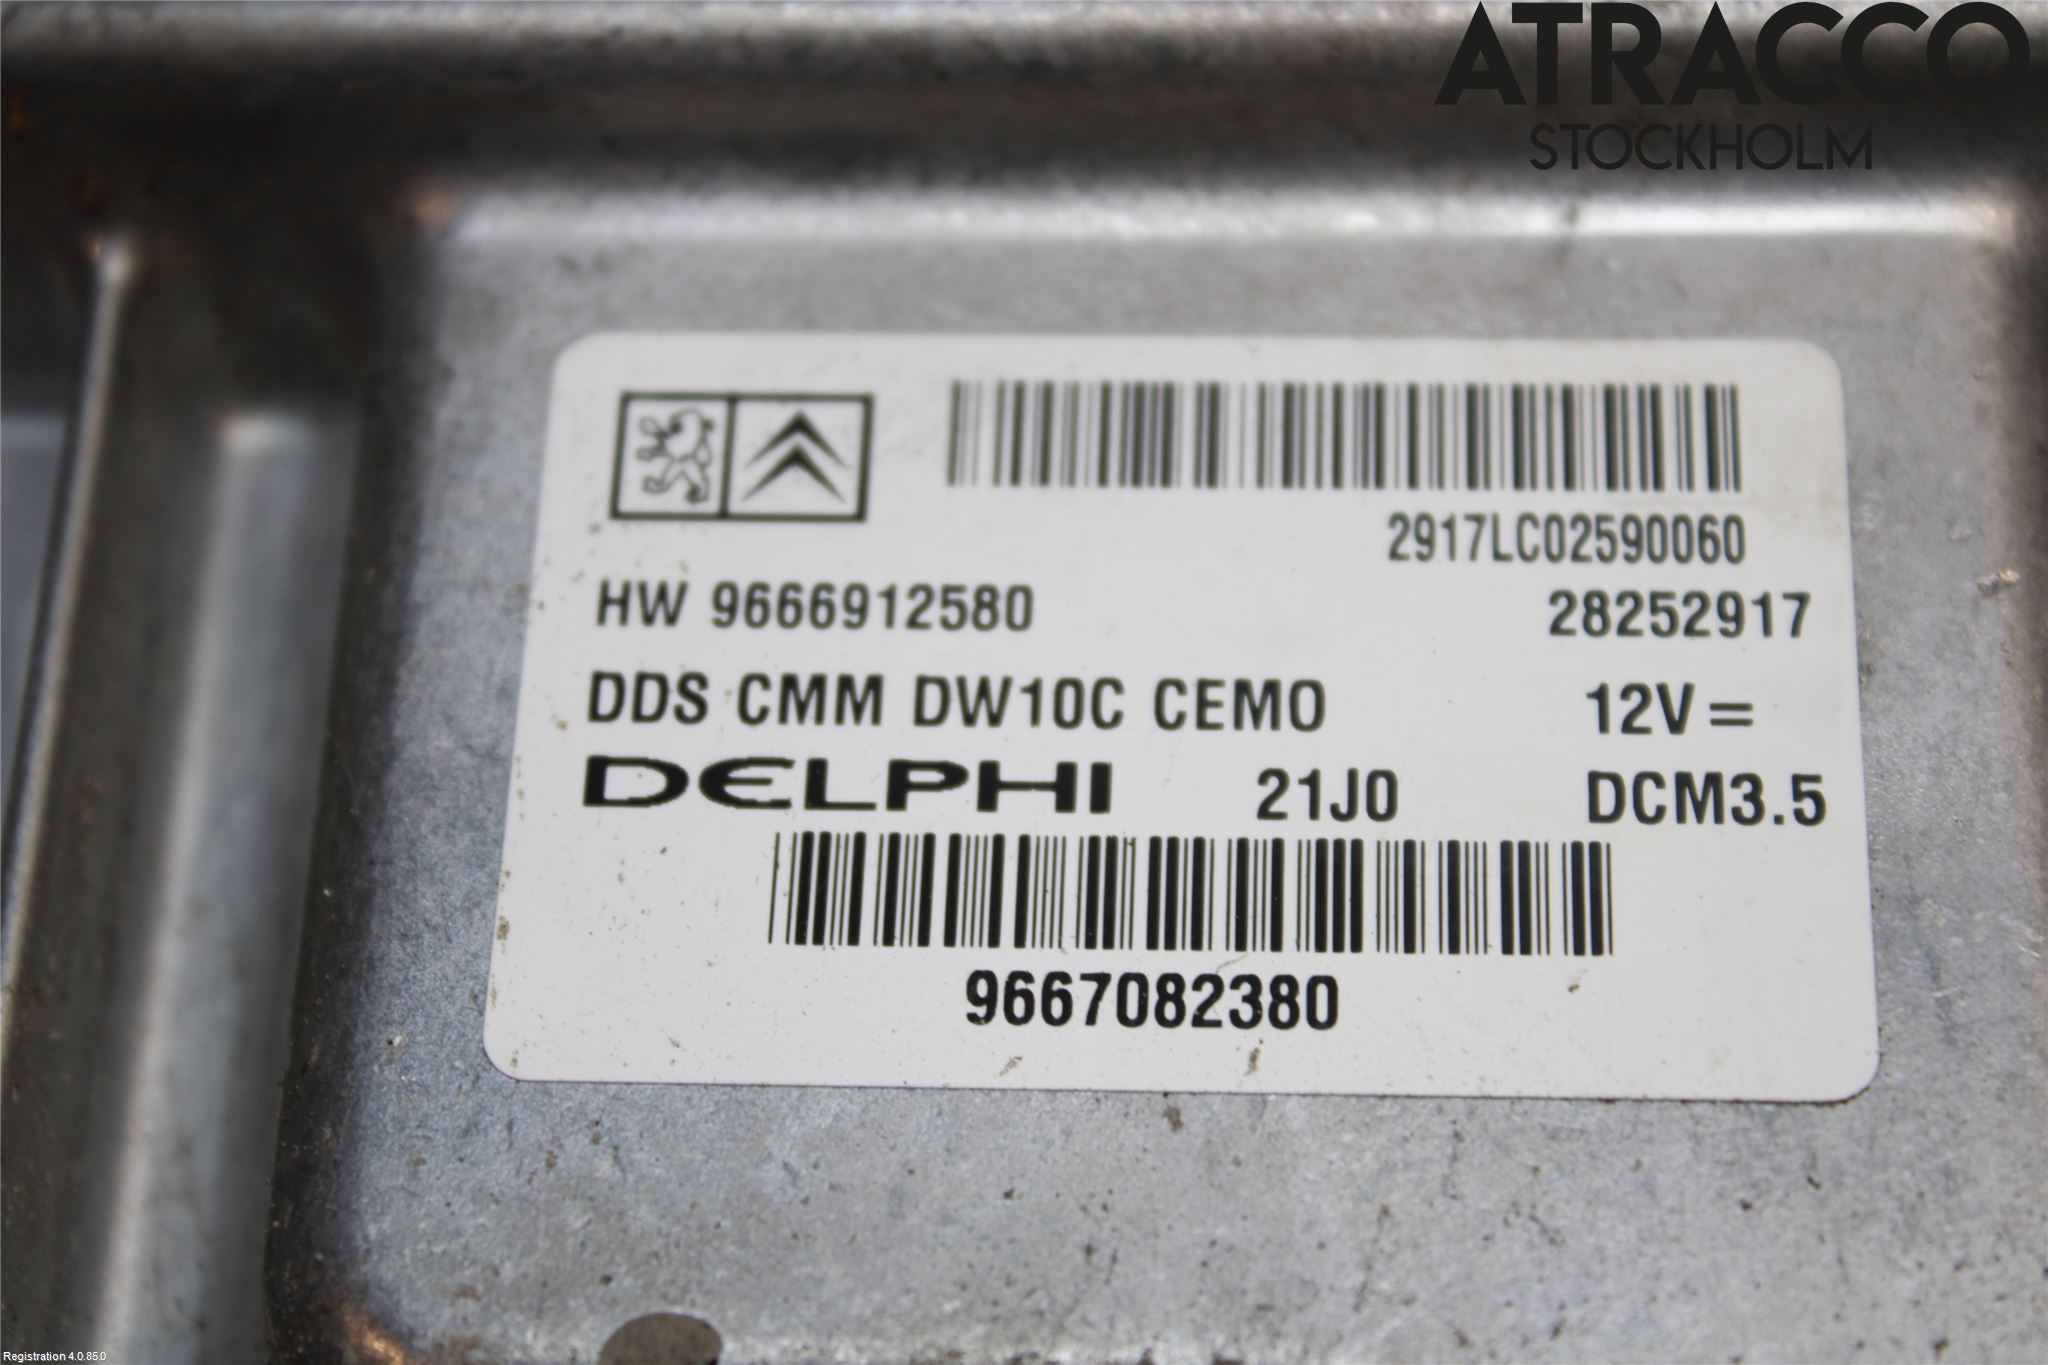 ATRACCO
STOCKHOLM
2917LC02590060
HW 9666912580 28252917
DDS CMM DW10C CEMO 12V =
DELPHI 21J0 DCM3.5
9667082380
Registration 4.0.85.0